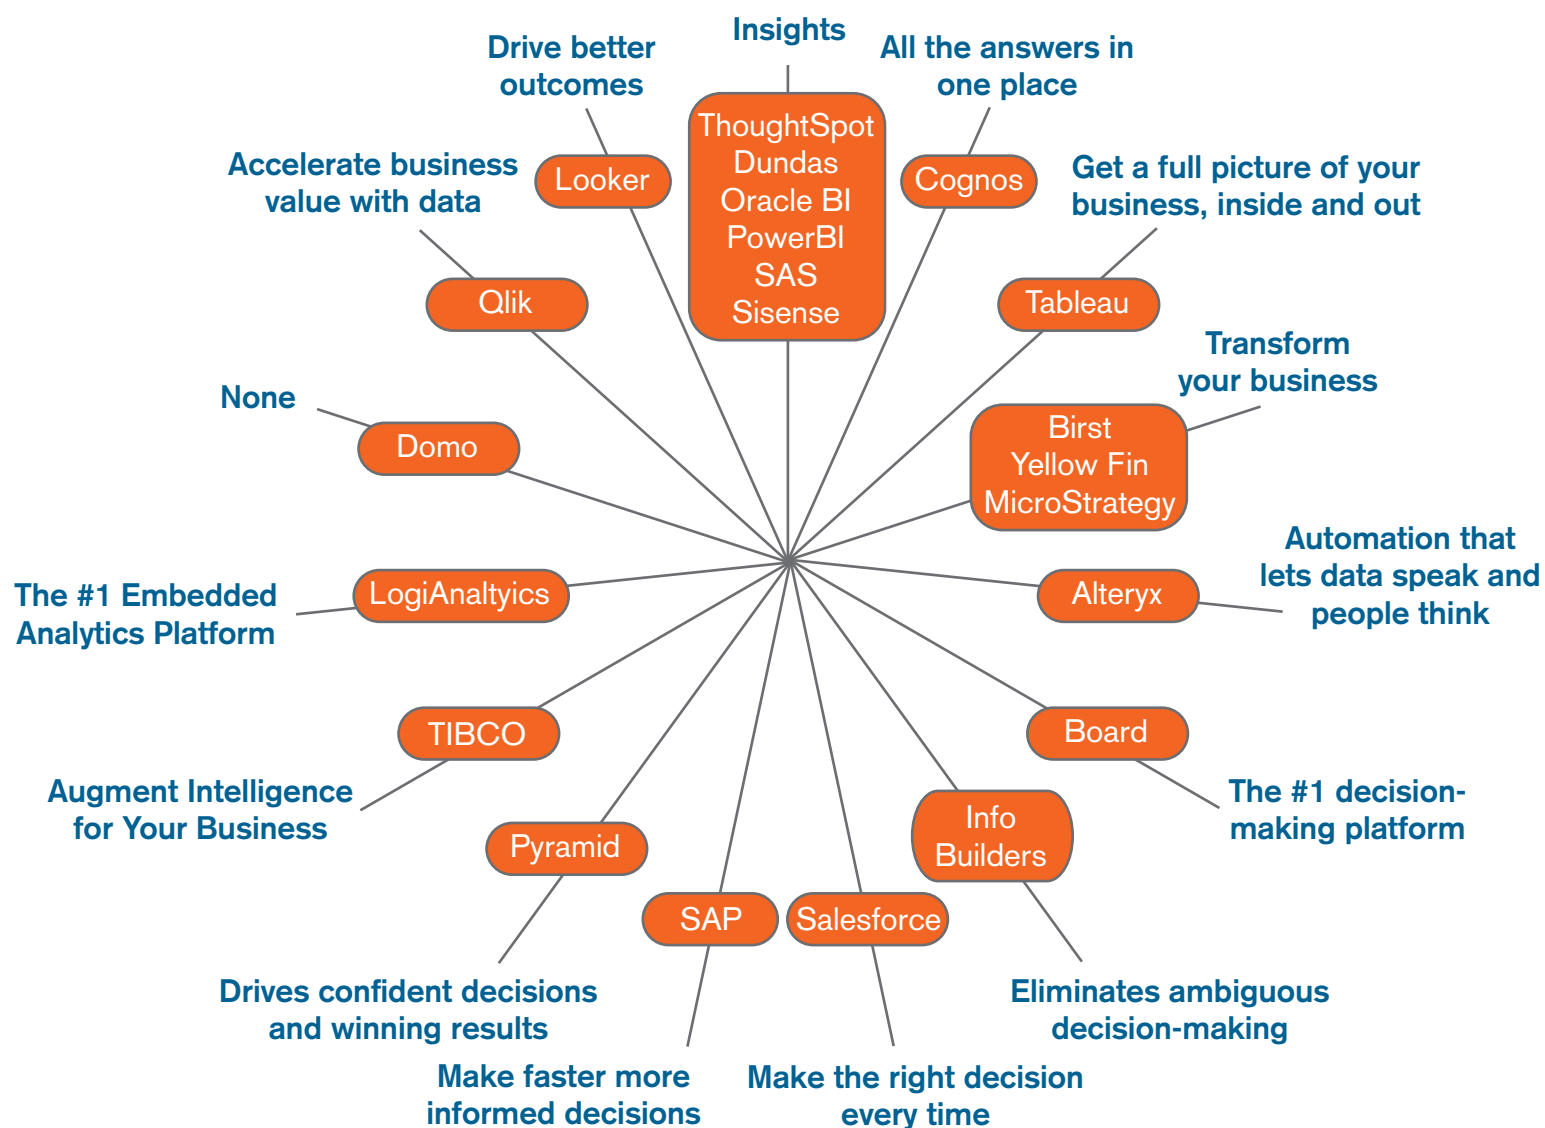 Insights
ThoughtSpot
Dundas
Oracle BI
PowerBI
SAS
Sisense
All the answers in
one place
Cognos
Get a full picture of your
business, inside and out
Tableau
Transform
your business
Birst
Yellow Fin
MicroStrategy
Automation that
lets data speak and
people think
Alteryx
Board
The #1 decision-
making platform
Info
Builders
Eliminates ambiguous
decision-making
Salesforce
Make the right decision
every time
SAP
Make faster more
informed decisions
Pyramid
Drives confident decisions
and winning results
TIBCO
Augment Intelligence
for Your Business
LogiAnaltyics
The #1 Embedded
Analytics Platform
Domo
None
Qlik
Accelerate business
value with data
Looker
Drive better
outcomes